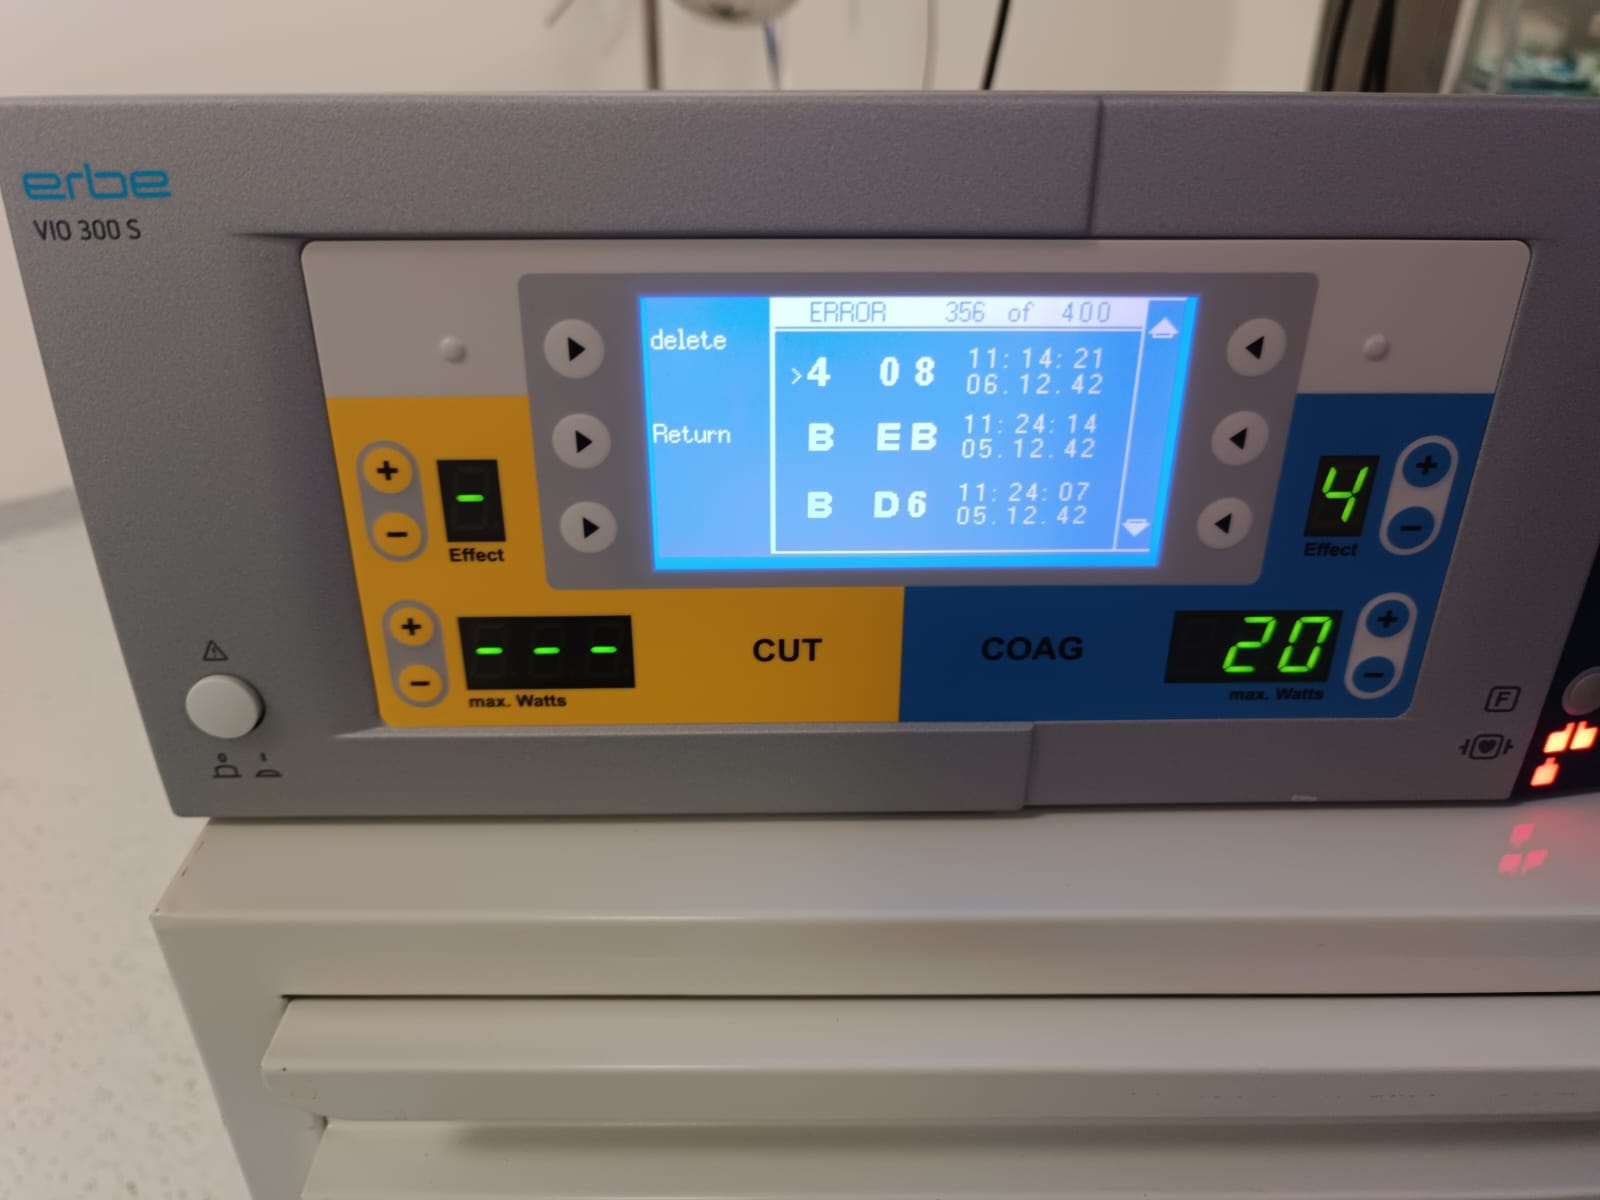 erbe
VIO 300 S
delete
Return
ERROR 356 of 400
>4 08 11:14:21
06.12.42
B EB 11:24:14
05.12.42
B D6 11:24:07
05.12.42
+
-
-
Effect
4
+
-
Effect
+
-
- - -
max. Watts
CUT
COAG
20
+
-
max. Watts
F
0 I